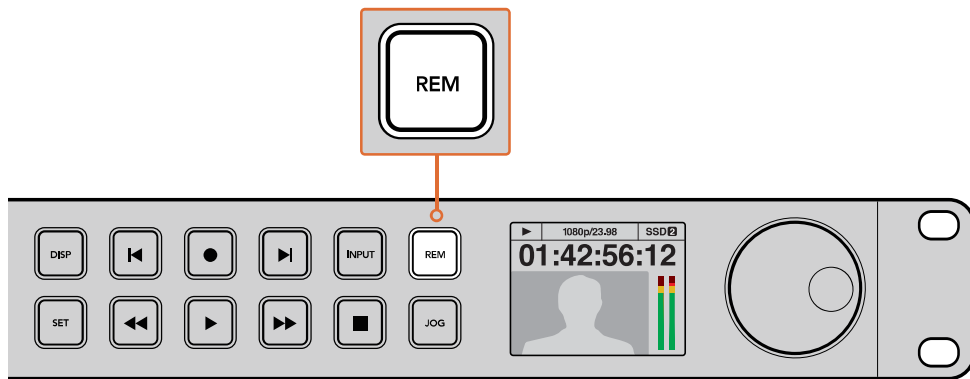 REM
DISP
INPUT
REM
1080p/23.98
SSD2
01:42:56:12
SET
JOG